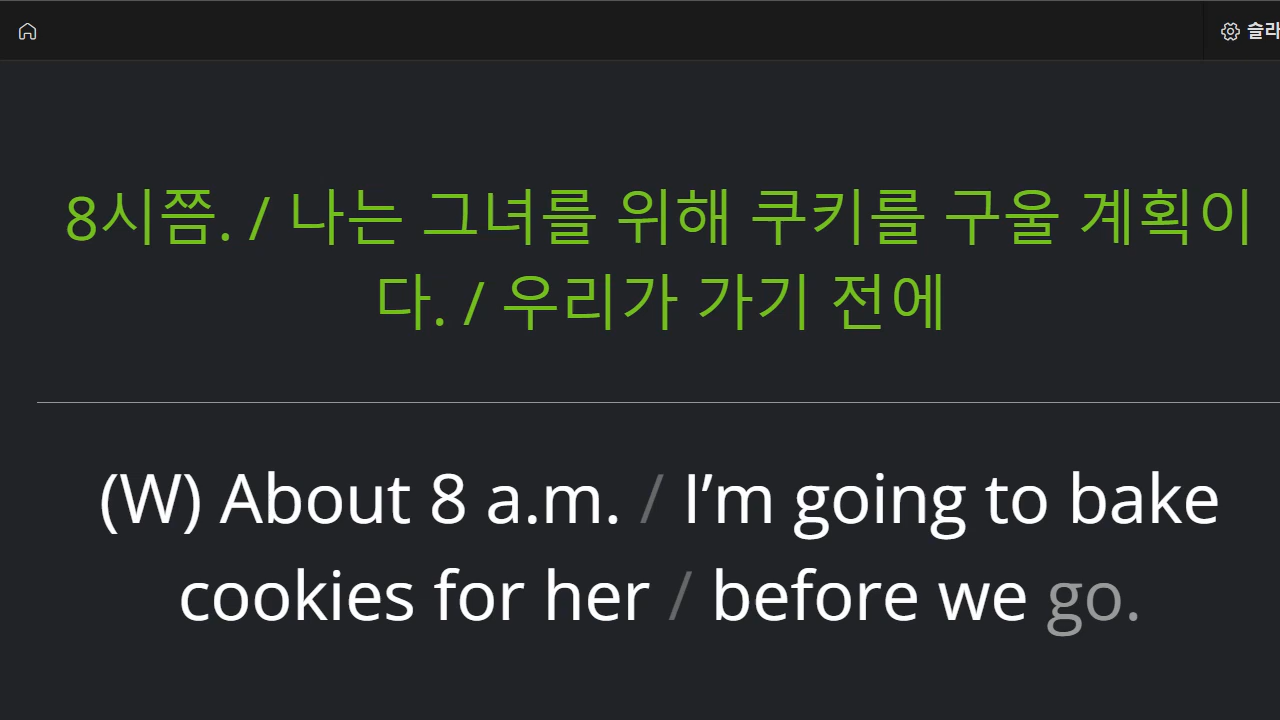 슬라
8시쯤. / 나는 그녀를 위해 쿠키를 구울 계획이
다. / 우리가 가기 전에
(W) About 8 a.m. / I’m going to bake
cookies for her / before we go.